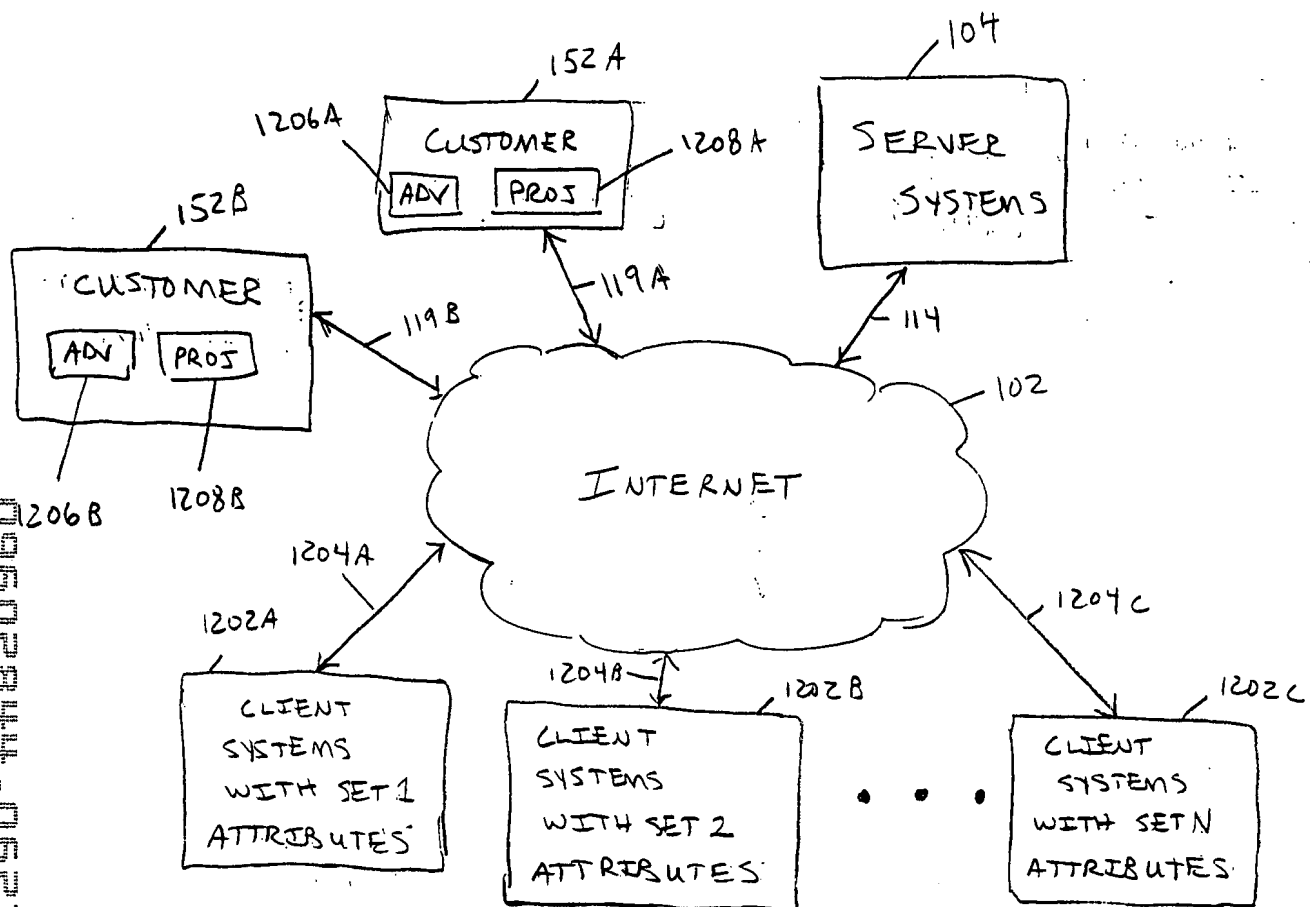 104
152A
1206A
CUSTOMER
1208A
ADV
PROJ
SERVER
SYSTEMS
152B
CUSTOMER
ADV
PROJ
119B
119A
114
102
INTERNET
1206B
1208B
1204A
1202A
1204B
1202B
1204C
1202C
CLIENT
SYSTEMS
WITH SET 1
ATTRIBUTES
CLIENT
SYSTEMS
WITH SET 2
ATTRIBUTES
• • •
CLIENT
SYSTEMS
WITH SET N
ATTRIBUTES